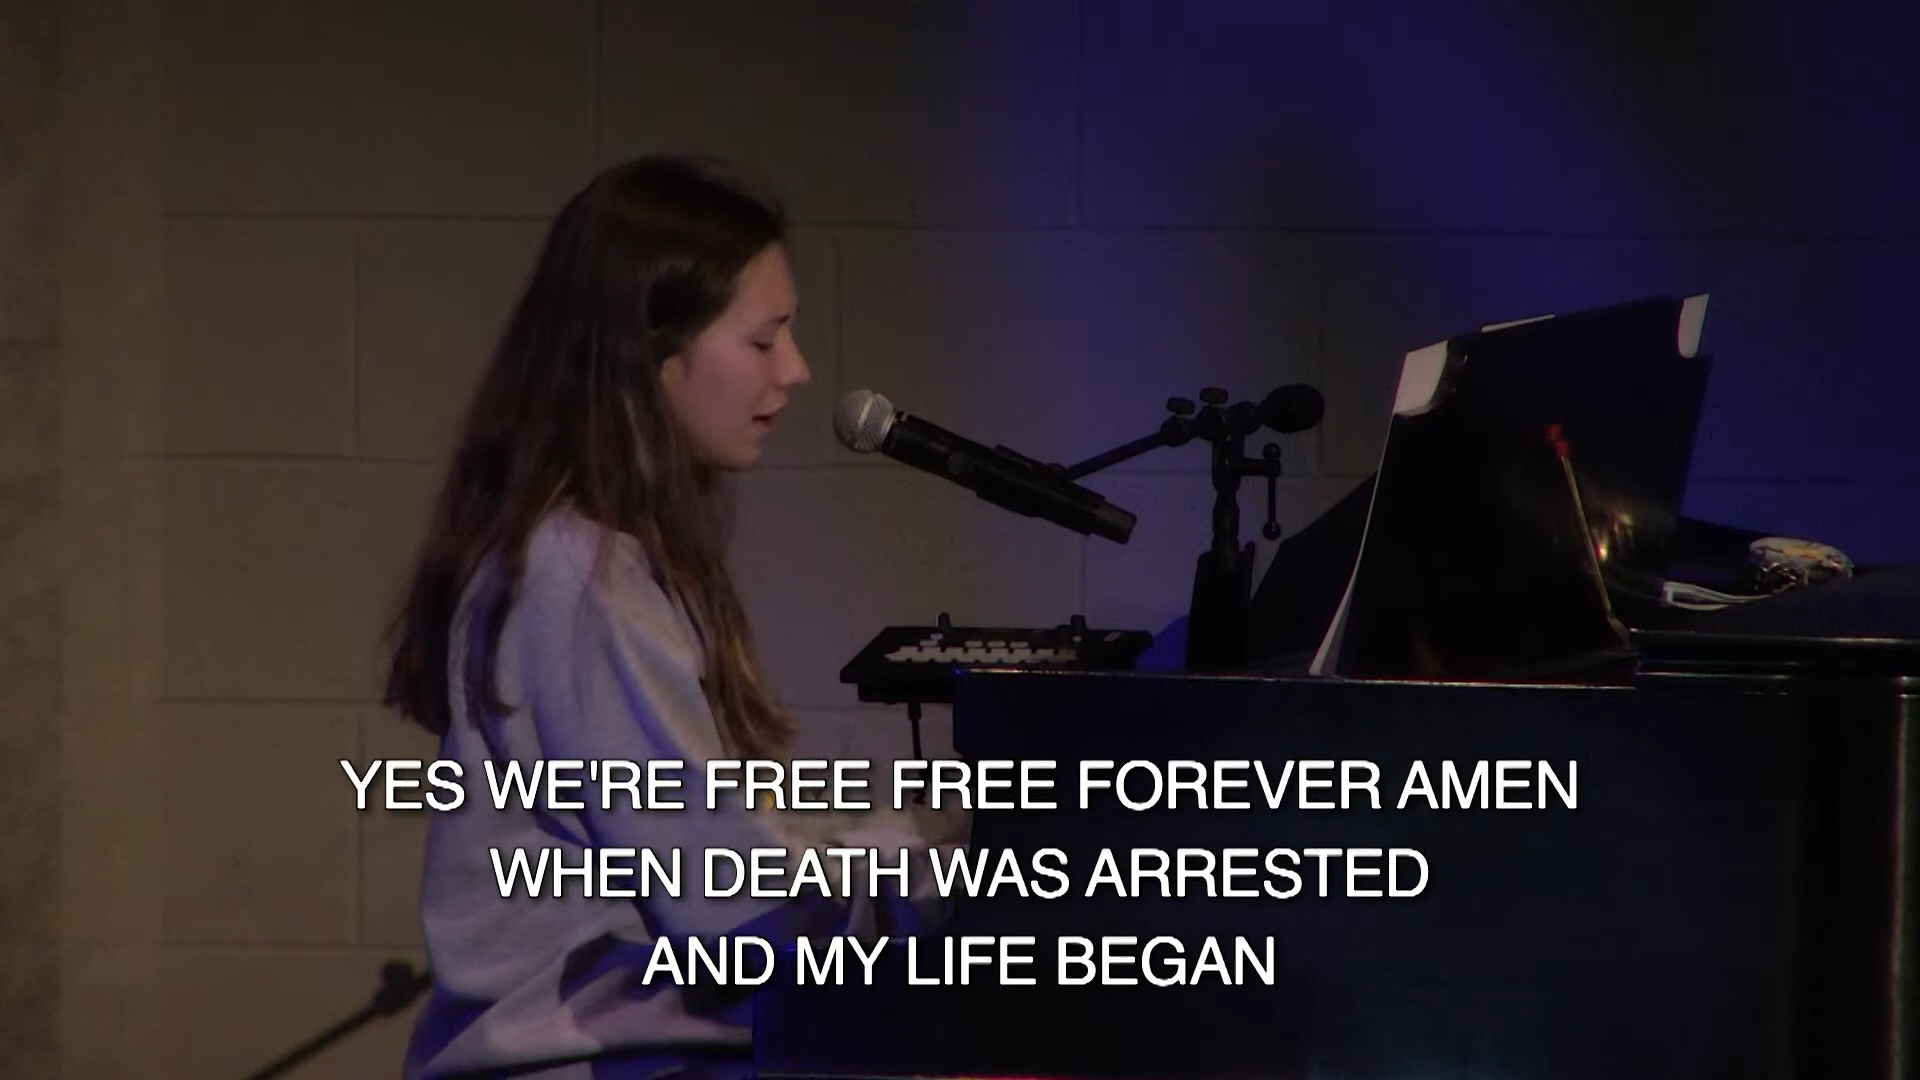 YES WE'RE FREE FREE FOREVER AMEN
WHEN DEATH WAS ARRESTED
AND MY LIFE BEGAN